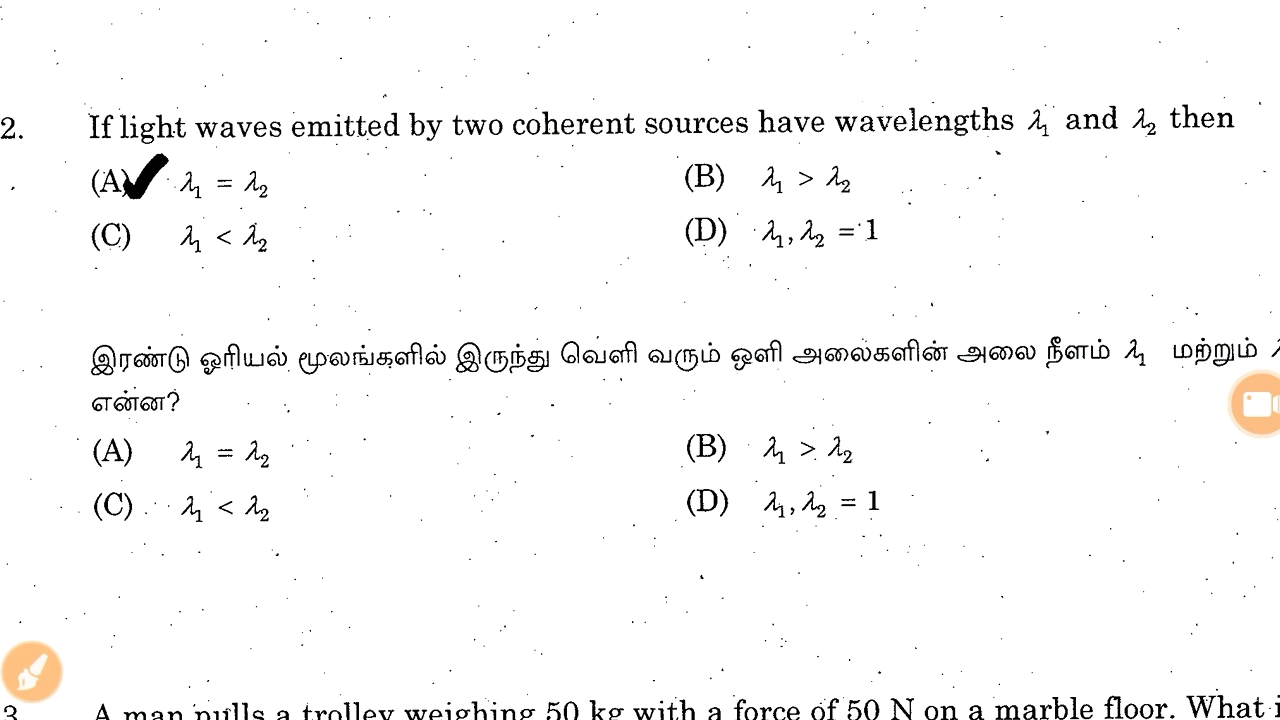 2. If light waves emitted by two coherent sources have wavelengths λ₁ and λ₂ then
(A) λ₁ = λ₂ (B) λ₁ > λ₂
(C) λ₁ < λ₂ (D) λ₁, λ₂ = 1
இரண்டு ஓரியல் மூலங்களில் இருந்து வெளி வரும் ஒளி அலைகளின் அலை நீளம் λ₁ மற்றும்
என்ன?
(A) λ₁ = λ₂ (B) λ₁ > λ₂
(C) λ₁ < λ₂ (D) λ₁, λ₂ = 1
3 A man pulls a trolley weighing 50 kg with a force of 50 N on a marble floor. What